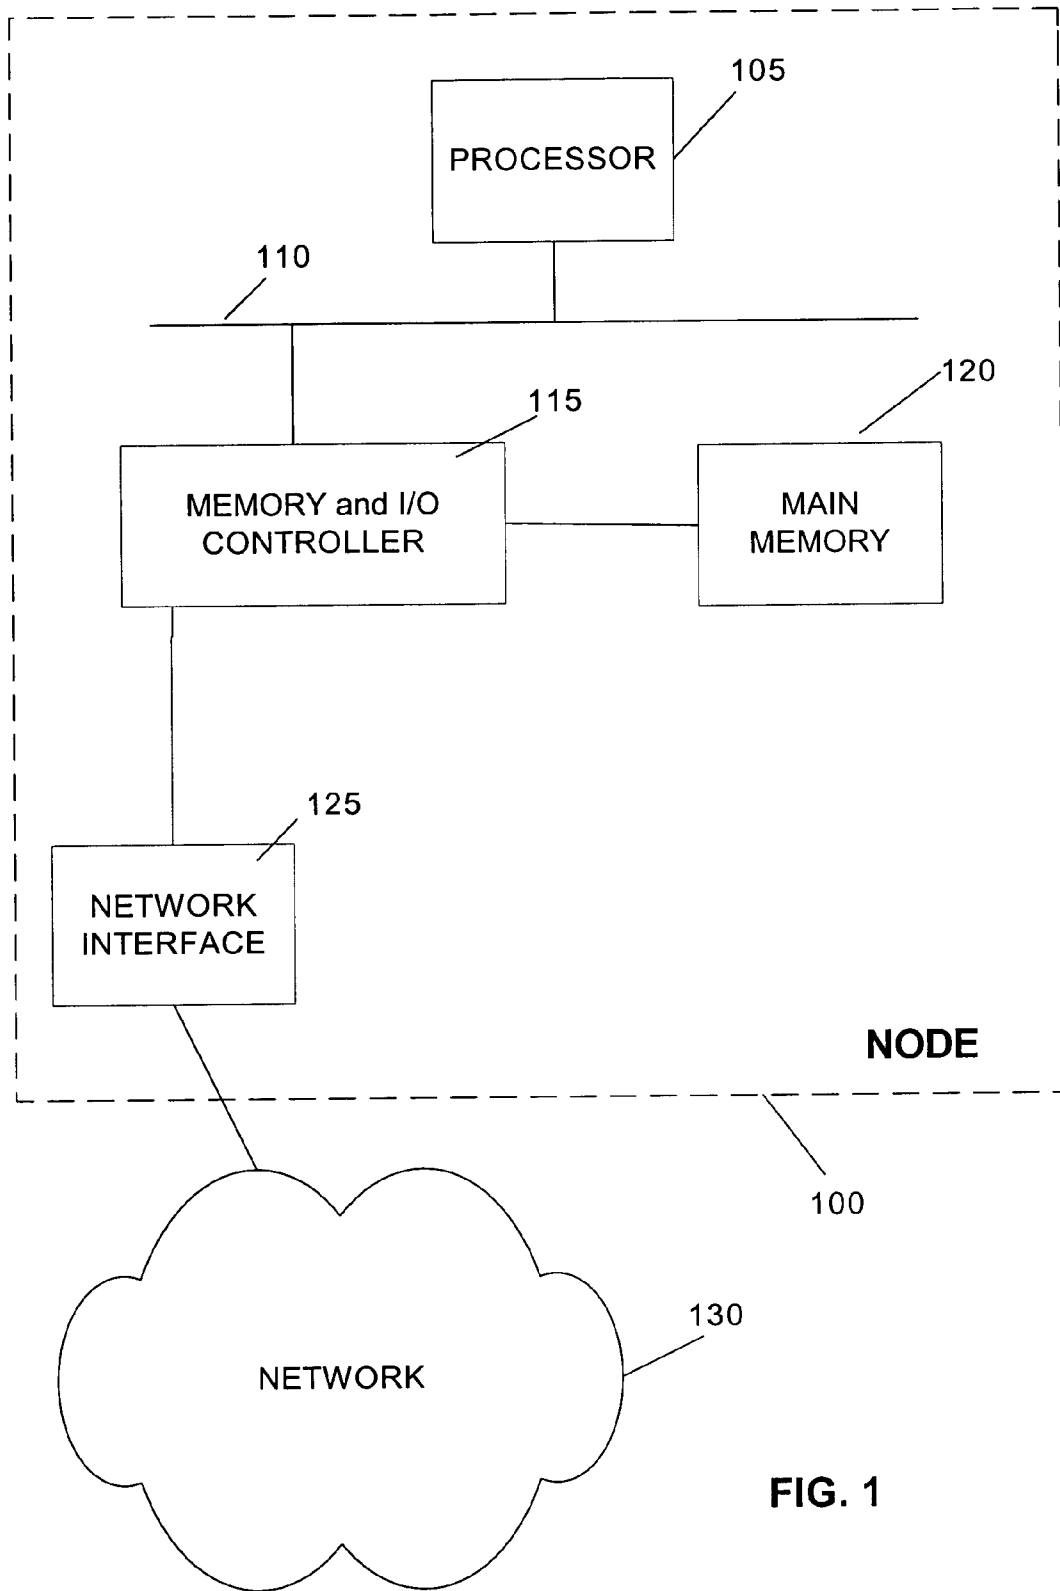 105
PROCESSOR
110
120
115
MEMORY and I/O
CONTROLLER
MAIN
MEMORY
125
NETWORK
INTERFACE
NODE
100
130
NETWORK
FIG. 1